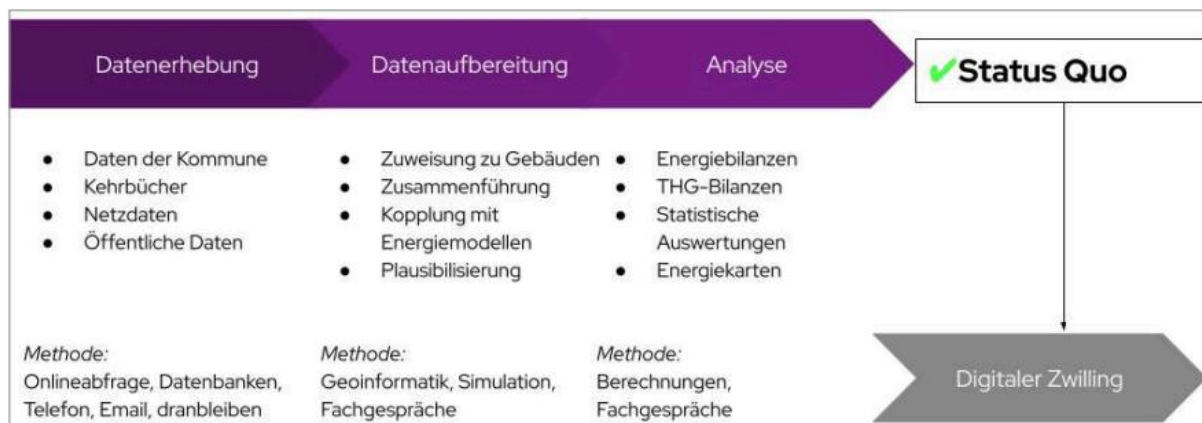 Datenerhebung
Datenaufbereitung
Analyse
✔Status Quo
● Daten der Kommune
● Kehrbücher
● Netzdaten
● Öffentliche Daten
● Zuweisung zu Gebäuden
● Zusammenführung
● Kopplung mit
Energiemodellen
● Plausibilisierung
● Energiebilanzen
● THG-Bilanzen
● Statistische
Auswertungen
● Energiekarten
Methode:
Onlineabfrage, Datenbanken,
Telefon, Email, dranbleiben
Methode:
Geoinformatik, Simulation,
Fachgespräche
Methode:
Berechnungen,
Fachgespräche
Digitaler Zwilling